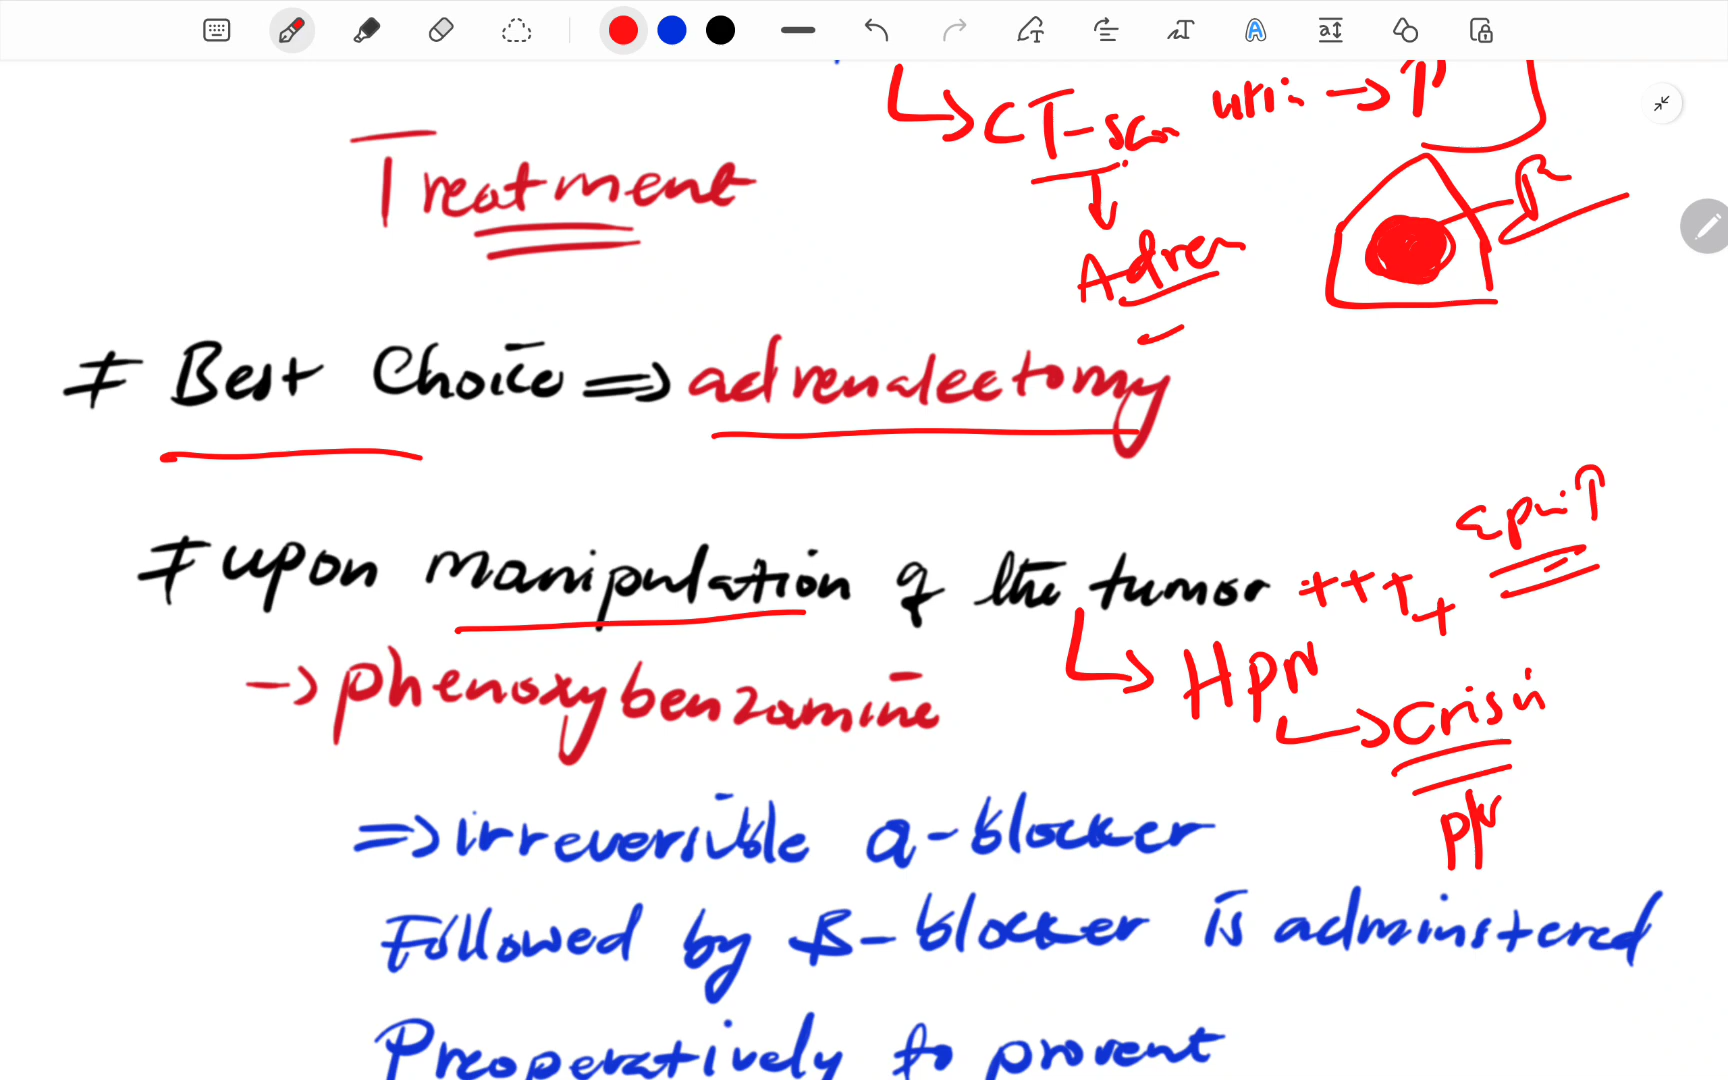 CT-scan
urin → ↑
Treatment
Adren
# Best Choice ⇒ adrenalectomy
epi ↑
# upon manipulation of the tumor ++++
→ phenoxybenzamine
HPN
Crisis
⇒ irreversible α-blocker
Followed by B-blocker is adminstered
Preoperatively to prevent